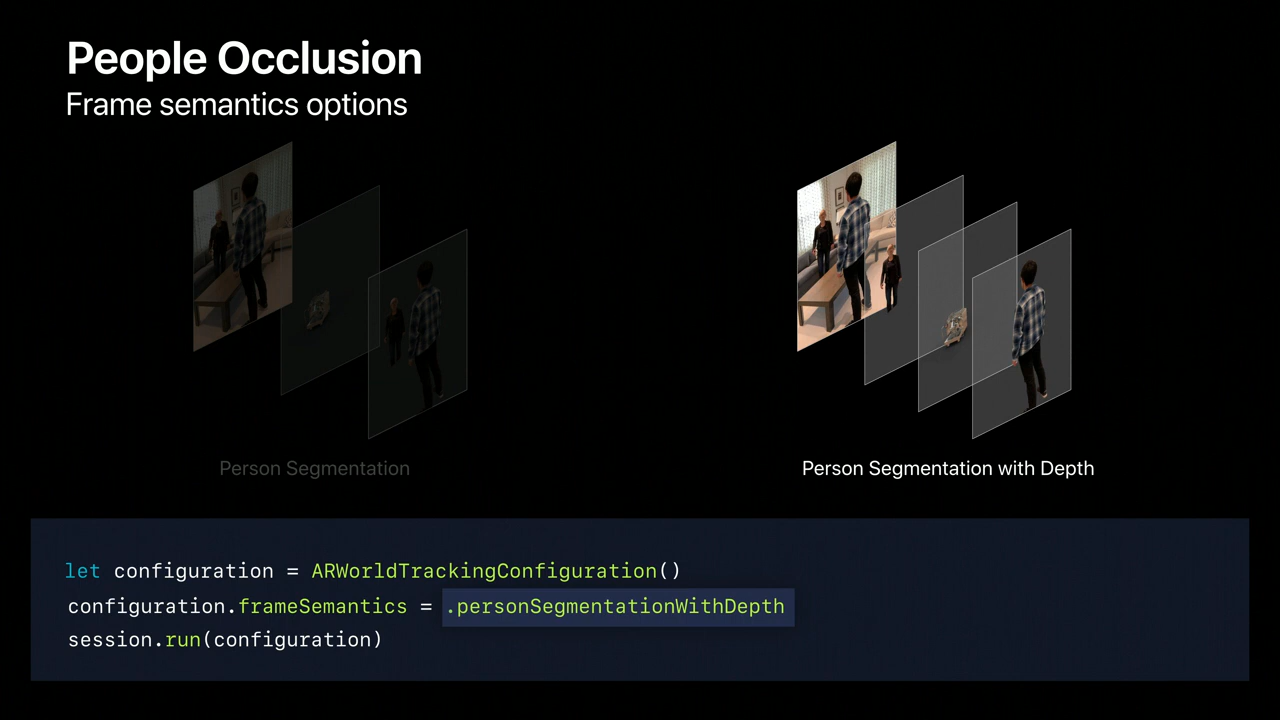 People Occlusion
Frame semantics options
Person Segmentation
Person Segmentation with Depth
let configuration = ARWorldTrackingConfiguration()
configuration.frameSemantics = .personSegmentationWithDepth
session.run(configuration)